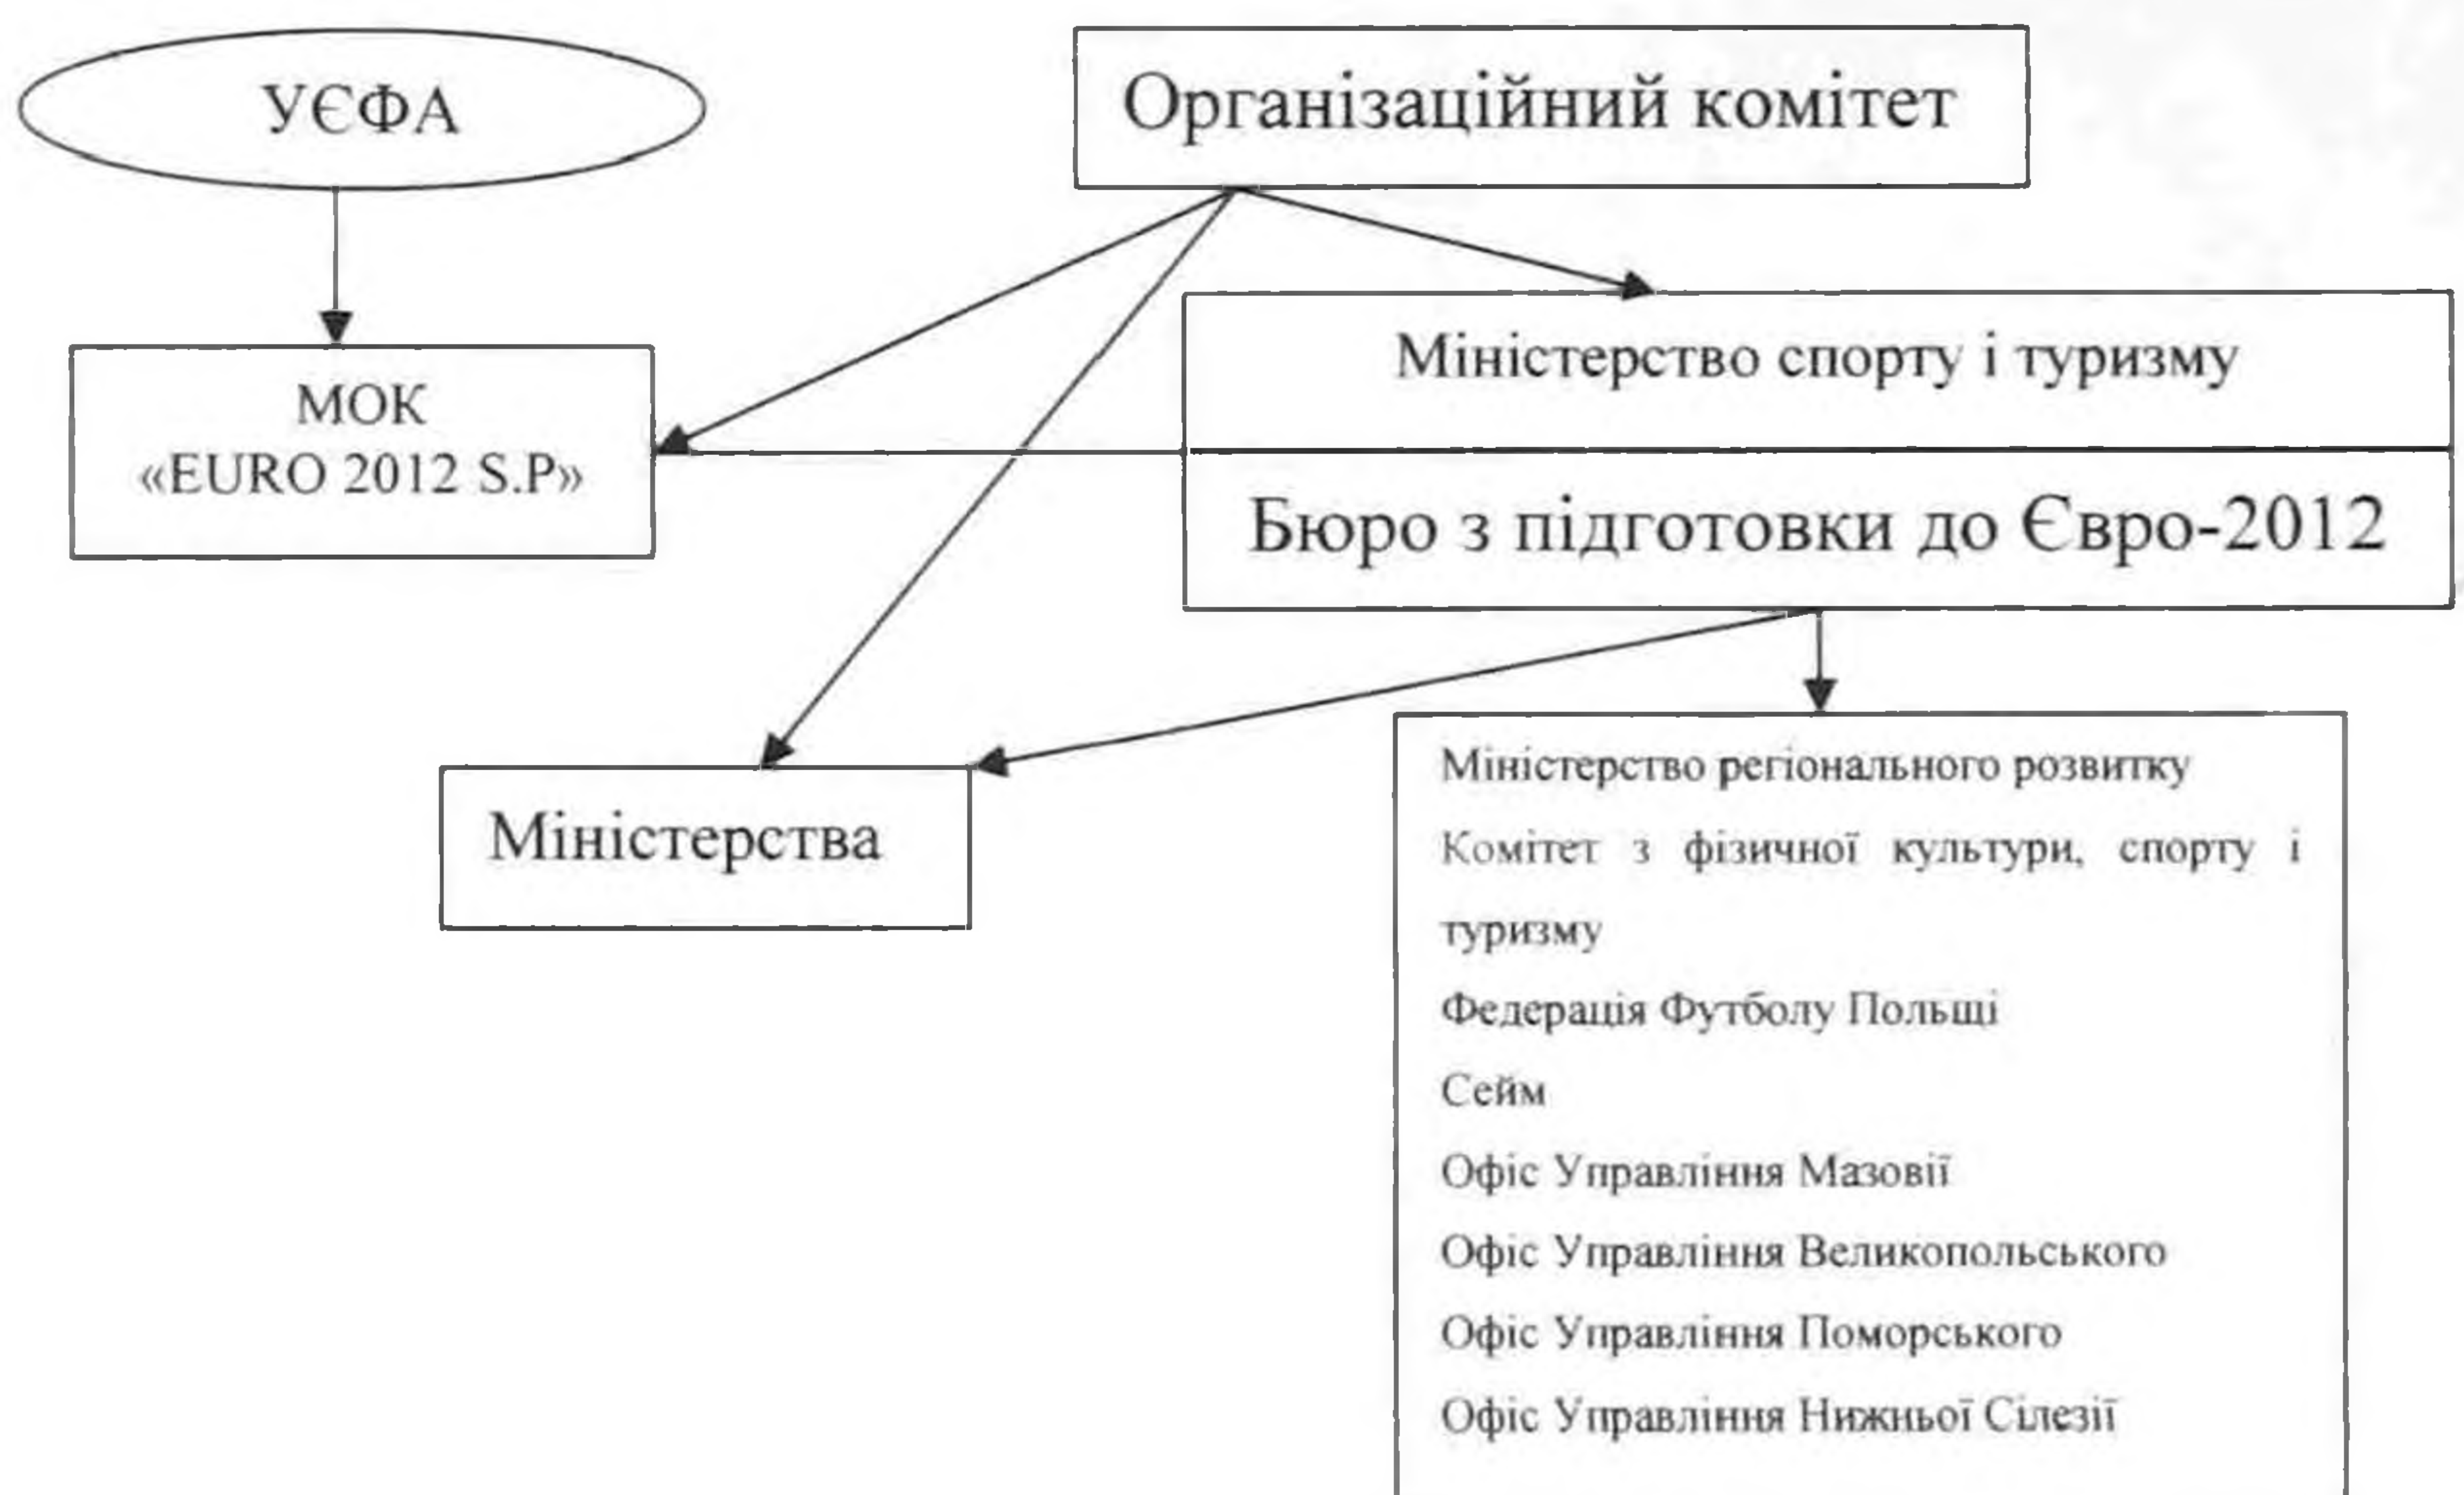 УЄФА
Організаційний комітет
Міністерство спорту і туризму
МОК
«EURO 2012 S.P»
Бюро з підготовки до Євро-2012
Міністерства
Міністерство регіонального розвитку
Комітет з фізичної культури, спорту і
туризму
Федерація Футболу Польщі
Сейм
Офіс Управління Мазовії
Офіс Управління Великопольського
Офіс Управління Поморського
Офіс Управління Нижньої Сілезії